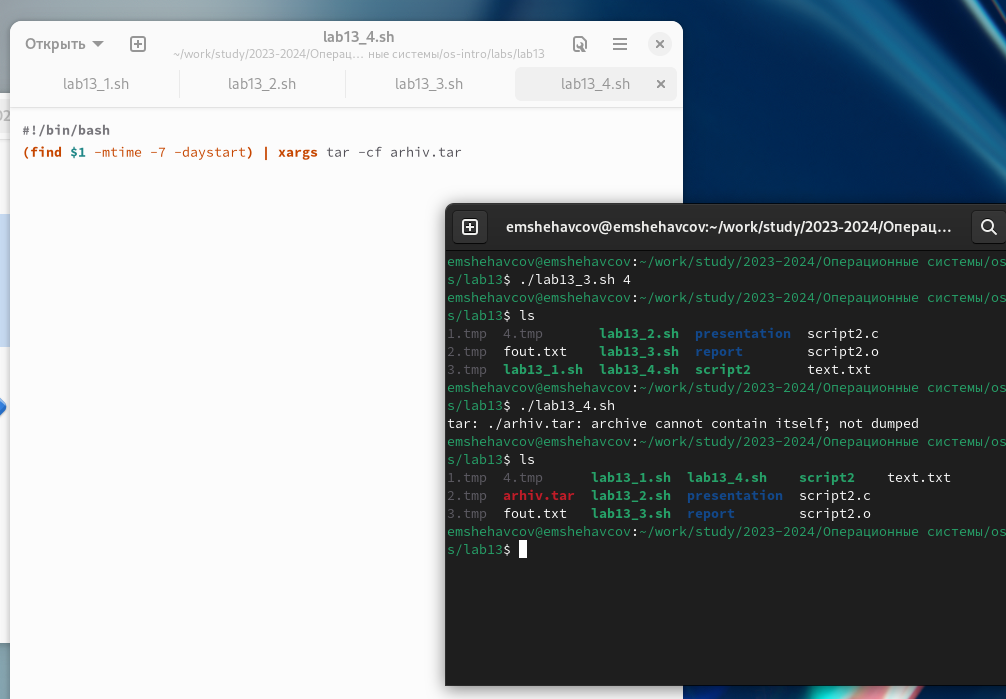 Открыть
lab13_4.sh
~/work/study/2023-2024/Операц… ные системы/os-intro/labs/lab13
lab13_1.sh
lab13_2.sh
lab13_3.sh
lab13_4.sh
#!/bin/bash
(find $1 -mtime -7 -daystart) | xargs tar -cf arhiv.tar
emshehavcov@emshehavcov:~/work/study/2023-2024/Операц...
emshehavcov@emshehavcov:~/work/study/2023-2024/Операционные системы/os
s/lab13$ ./lab13_3.sh 4
emshehavcov@emshehavcov:~/work/study/2023-2024/Операционные системы/os
s/lab13$ ls
1.tmp 4.tmp lab13_2.sh presentation script2.c
2.tmp fout.txt lab13_3.sh report script2.o
3.tmp lab13_1.sh lab13_4.sh script2 text.txt
emshehavcov@emshehavcov:~/work/study/2023-2024/Операционные системы/os
s/lab13$ ./lab13_4.sh
tar: ./arhiv.tar: archive cannot contain itself; not dumped
emshehavcov@emshehavcov:~/work/study/2023-2024/Операционные системы/os
s/lab13$ ls
1.tmp 4.tmp lab13_1.sh lab13_4.sh script2 text.txt
2.tmp arhiv.tar lab13_2.sh presentation script2.c
3.tmp fout.txt lab13_3.sh report script2.o
emshehavcov@emshehavcov:~/work/study/2023-2024/Операционные системы/os
s/lab13$